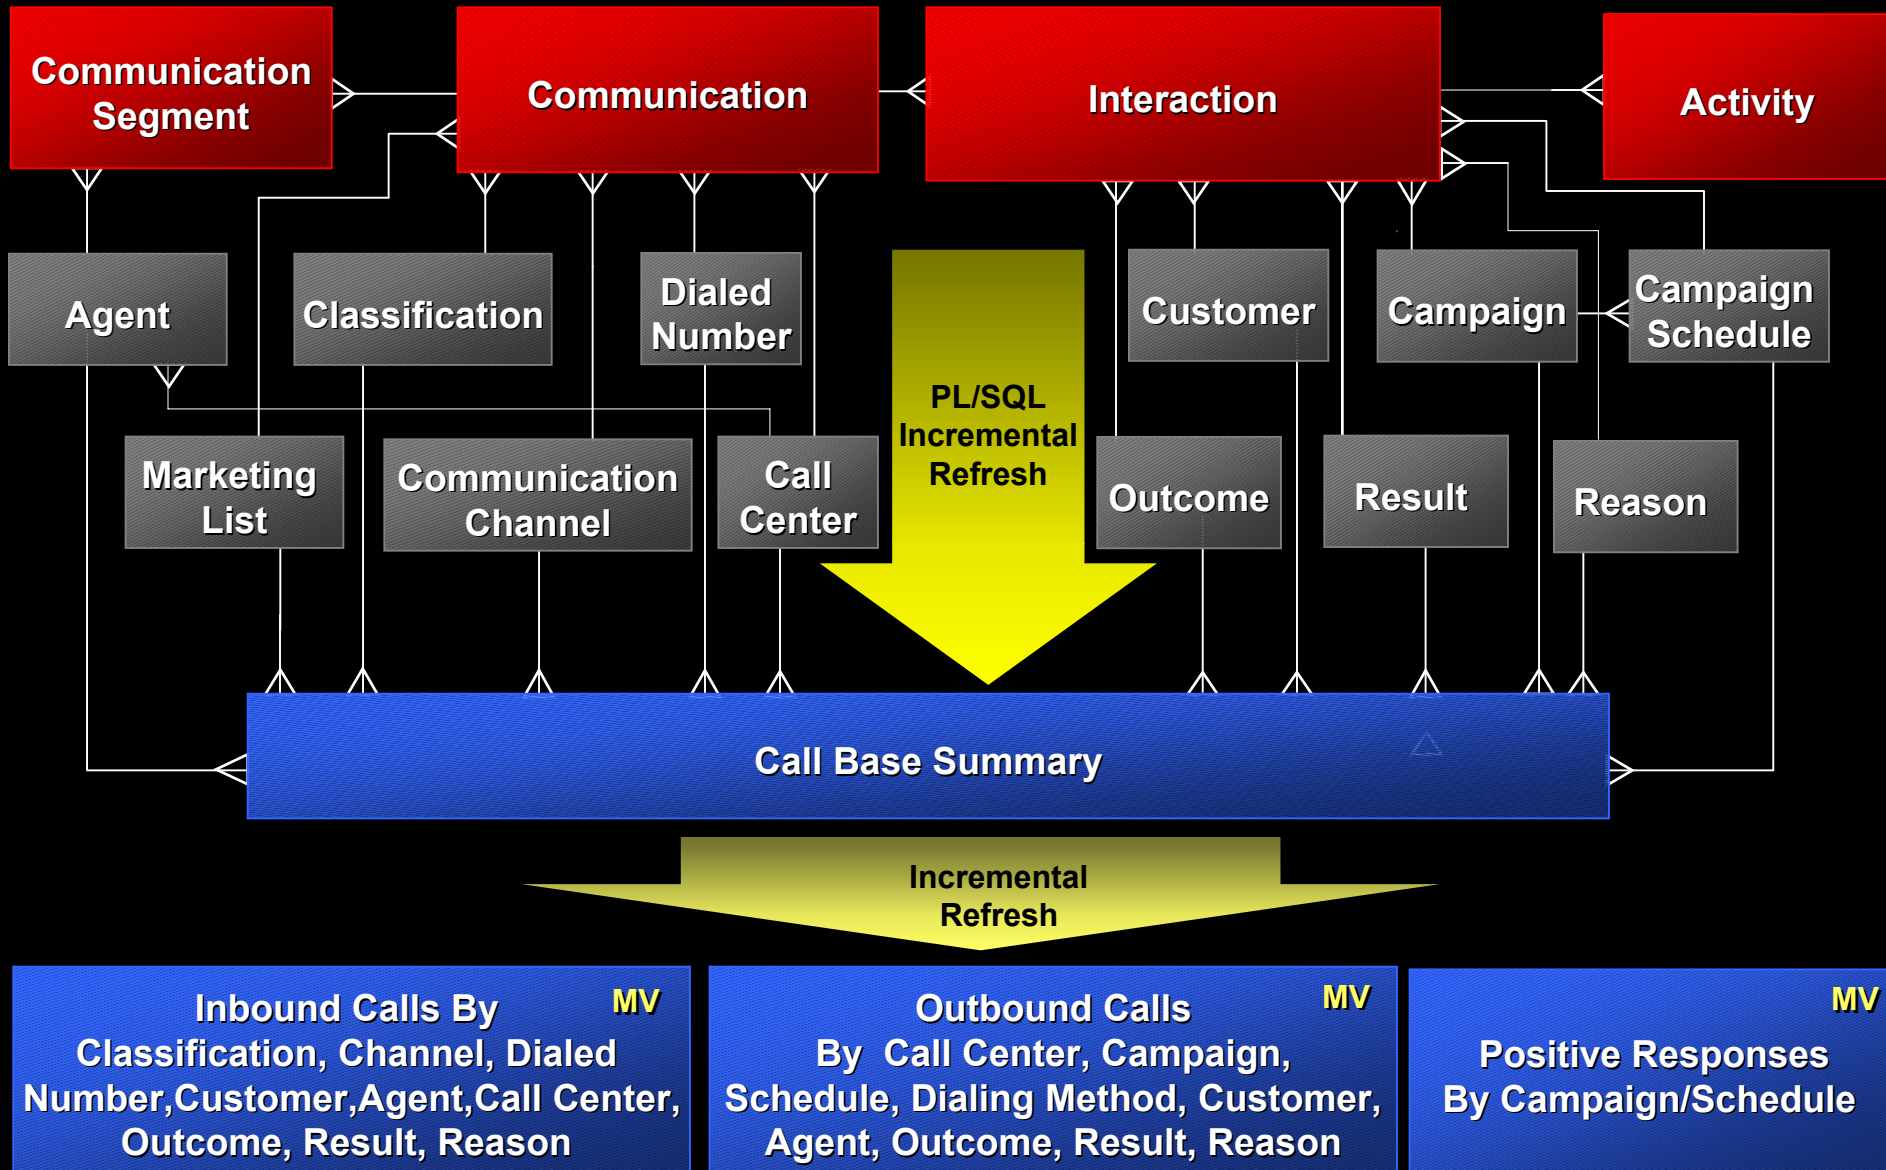 Communication
Segment
Communication
Interaction
Activity
Agent
Classification
Dialed
Number
Customer
Campaign
Campaign
Schedule
PL/SQL
Incremental
Refresh
Marketing
List
Communication
Channel
Call
Center
Outcome
Result
Reason
Call Base Summary
Incremental
Refresh
Inbound Calls By
MV
Classification, Channel, Dialed
Number,Customer,Agent,Call Center,
Outcome, Result, Reason
Outbound Calls
MV
By Call Center, Campaign,
Schedule, Dialing Method, Customer,
Agent, Outcome, Result, Reason
MV
Positive Responses
By Campaign/Schedule